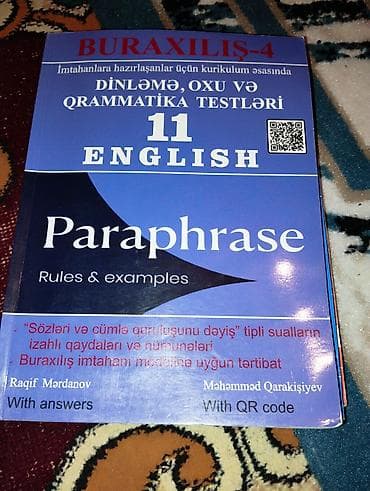 BURAXILIŞ-4
İmtahanlara hazırlaşanlar üçün kurikulum əsasında
DİNLƏMƏ, OXU VƏ
QRAMMATİKA TESTLƏRİ
11
ENGLISH
Paraphrase
Rules & examples
- "Sözləri və cümlə quruluşunu dəyiş" tipli sualların
izahlı qaydaları və nümunələri
Buraxılış imtahanı modelinə uyğun tərtibat
Raqif Mərdanov
Məhəmməd Qarakişiyev
With answers
With QR code